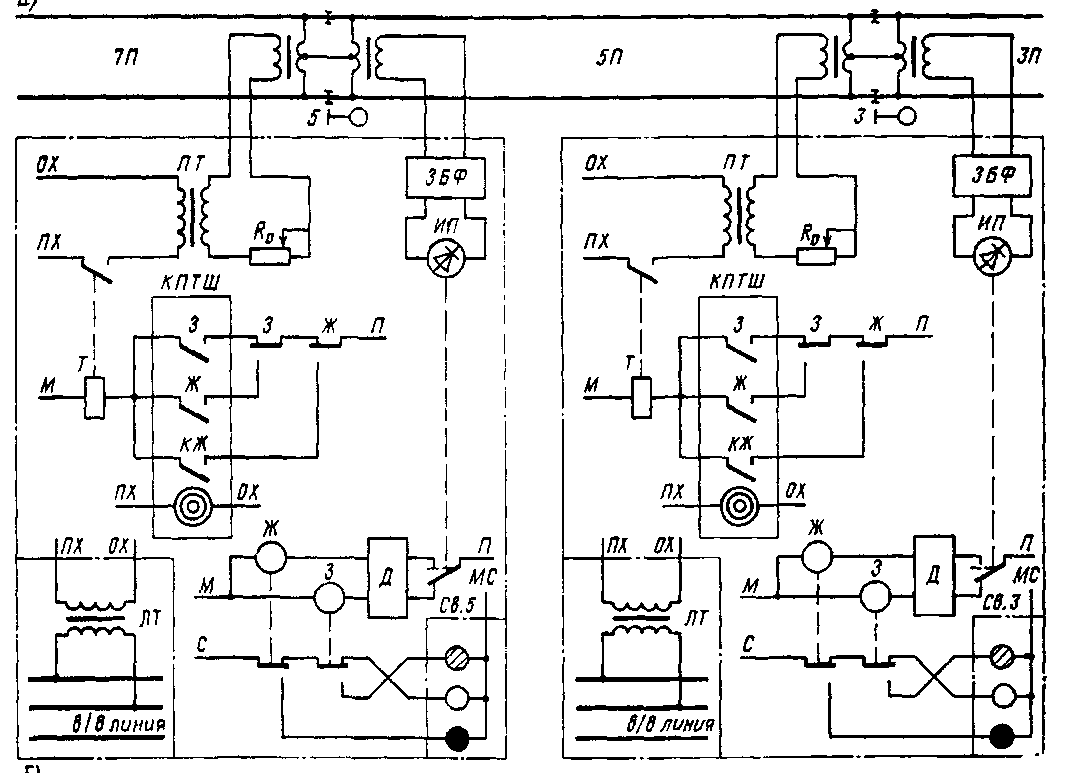 7П 5П 3П
5 3
ОХ ПТ ЗБФ ОХ ПТ ЗБФ
ПХ R₀ ИП ПХ R₀ ИП
КПТШ КПТШ
З З Ж П З З Ж П
Т Т
М Ж М Ж
КЖ КЖ
ПХ ОХ ПХ ОХ
Ж Ж
ПХ ОХ П ПХ ОХ П
З Д МС З Д МС
М Св.5 М Св.3
ЛТ ЛТ
С С
в/в линия в/в линия